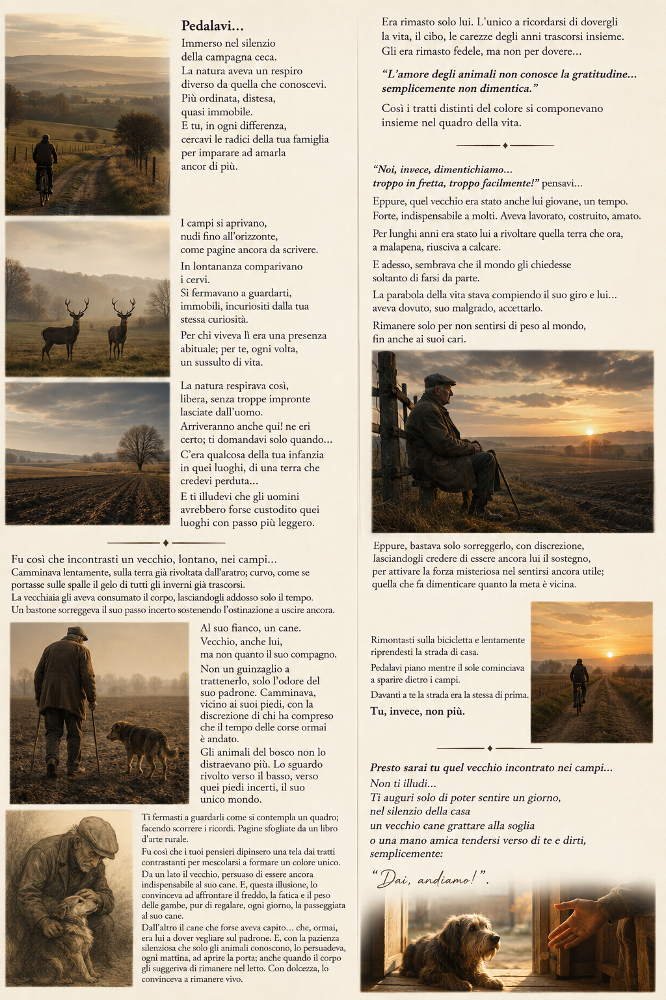 Pedalavi...
Immerso nel silenzio
della campagna ceca.
La natura aveva un respiro
diverso da quella che conoscevi.
Più ordinata, distesa,
quasi immobile.
E tu, in ogni differenza,
cercavi le radici della tua famiglia
per imparare ad amarla
ancor di più.
I campi si aprivano,
nudi fino all'orizzonte,
come pagine ancora da scrivere.
In lontananza comparivano
i cervi.
Si fermavano a guardarti,
immobili, incuriositi dalla tua
stessa curiosità.
Per chi viveva lì era una presenza
abituale; per te, ogni volta,
un sussulto di vita.
La natura respirava così,
libera, senza troppe impronte
lasciate dall'uomo.
Arriveranno anche qui! ne eri
certo; ti domandavi solo quando...
C'era qualcosa della tua infanzia
in quei luoghi, di una terra che
credevi perduta...
E ti illudevi che gli uomini
avrebbero forse custodito quei
luoghi con passo più leggero.
Fu così che incontrasti un vecchio, lontano, nei campi...
Camminava lentamente, sulla terra già rivoltata dall'aratro; curvo, come se
portasse sulle spalle il gelo di tutti gli inverni già trascorsi.
La vecchiaia gli aveva consumato il corpo, lasciandogli addosso solo il tempo.
Un bastone sorreggeva il suo passo incerto sostenendo l'ostinazione a uscire ancora.
Al suo fianco, un cane.
Vecchio, anche lui,
ma non quanto il suo compagno.
Non un guinzaglio a
trattenerlo, solo l'odore del
suo padrone. Camminava,
vicino ai suoi piedi, con la
discrezione di chi ha compreso
che il tempo delle corse ormai
è andato.
Gli animali del bosco non lo
distraevano più. Lo sguardo
rivolto verso il basso, verso
quei piedi incerti, il suo
unico mondo.
Ti fermasti a guardarli come si contempla un quadro;
facendo scorrere i ricordi. Pagine sfogliate da un libro
d'arte rurale.
Fu così che i tuoi pensieri dipinsero una tela dai tratti
contrastanti per mescolarsi a formare un colore unico.
Da un lato il vecchio, persuaso di essere ancora
indispensabile al suo cane. E, questa illusione, lo
convinceva ad affrontare il freddo, la fatica e il peso
delle gambe, pur di regalare, ogni giorno, la passeggiata
al suo cane.
Dall'altro il cane che forse aveva capito... che, ormai,
era lui a dover vegliare sul padrone. E, con la pazienza
silenziosa che solo gli animali conoscono, lo persuadeva,
ogni mattina, ad aprire la porta; anche quando il corpo
gli suggeriva di rimanere nel letto. Con dolcezza, lo
convinceva a rimanere vivo.
Era rimasto solo lui. L'unico a ricordarsi di dovergli
la vita, il cibo, le carezze degli anni trascorsi insieme.
Gli era rimasto fedele, ma non per dovere...
"L'amore degli animali non conosce la gratitudine...
semplicemente non dimentica."
Così i tratti distinti del colore si componevano
insieme nel quadro della vita.
"Noi, invece, dimentichiamo...
troppo in fretta, troppo facilmente!" pensavi...
Eppure, quel vecchio era stato anche lui giovane, un tempo.
Forte, indispensabile a molti. Aveva lavorato, costruito, amato.
Per lunghi anni era stato lui a rivoltare quella terra che ora,
a malapena, riusciva a calcare.
E adesso, sembrava che il mondo gli chiedesse
soltanto di farsi da parte.
La parabola della vita stava compiendo il suo giro e lui...
aveva dovuto, suo malgrado, accettarlo.
Rimanere solo per non sentirsi di peso al mondo,
fin anche ai suoi cari.
Eppure, bastava solo sorreggerlo, con discrezione,
lasciandogli credere di essere ancora lui il sostegno,
per attivare la forza misteriosa nel sentirsi ancora utile;
quella che fa dimenticare quanto la meta è vicina.
Rimontasti sulla bicicletta e lentamente
riprendesti la strada di casa.
Pedalavi piano mentre il sole cominciava
a sparire dietro i campi.
Davanti a te la strada era la stessa di prima.
Tu, invece, non più.
Presto sarai tu quel vecchio incontrato nei campi...
Non ti illudi...
Ti auguri solo di poter sentire un giorno,
nel silenzio della casa
un vecchio cane grattare alla soglia
o una mano amica tendersi verso di te e dirti,
semplicemente:
"Dai, andiamo!".